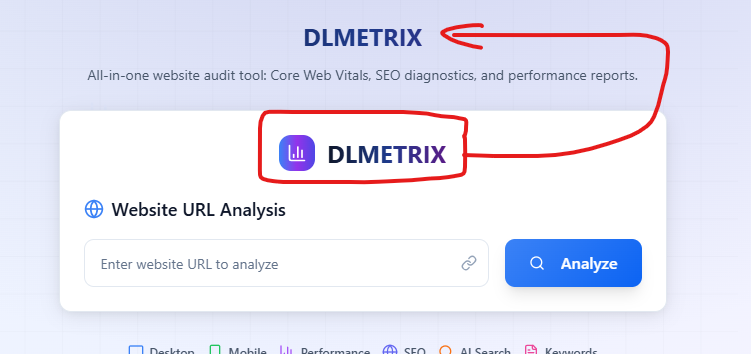 DLMETRIX
All-in-one website audit tool: Core Web Vitals, SEO diagnostics, and performance reports.
DLMETRIX
Website URL Analysis
Enter website URL to analyze
Analyze
Desktop Mobile Performance SEO AI Search Keywords